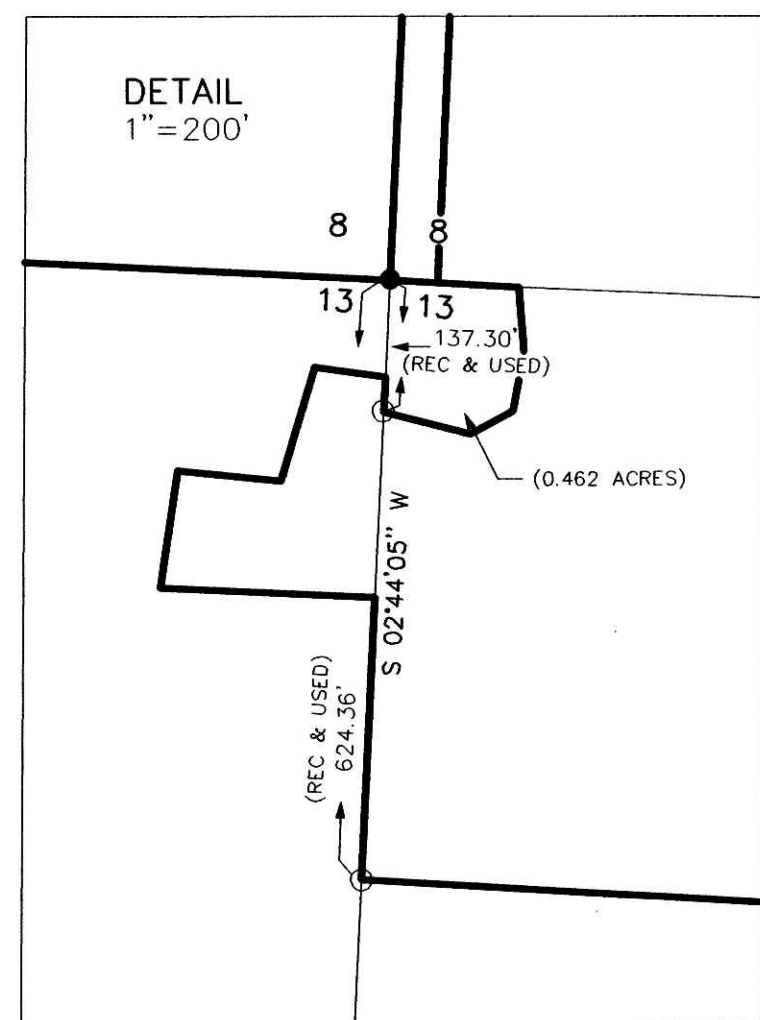 DETAIL
1"=200'
8
8
13
13
137.30'
(REC & USED)
(0.462 ACRES)
S 02°44'05" W
(REC & USED)
624.36'